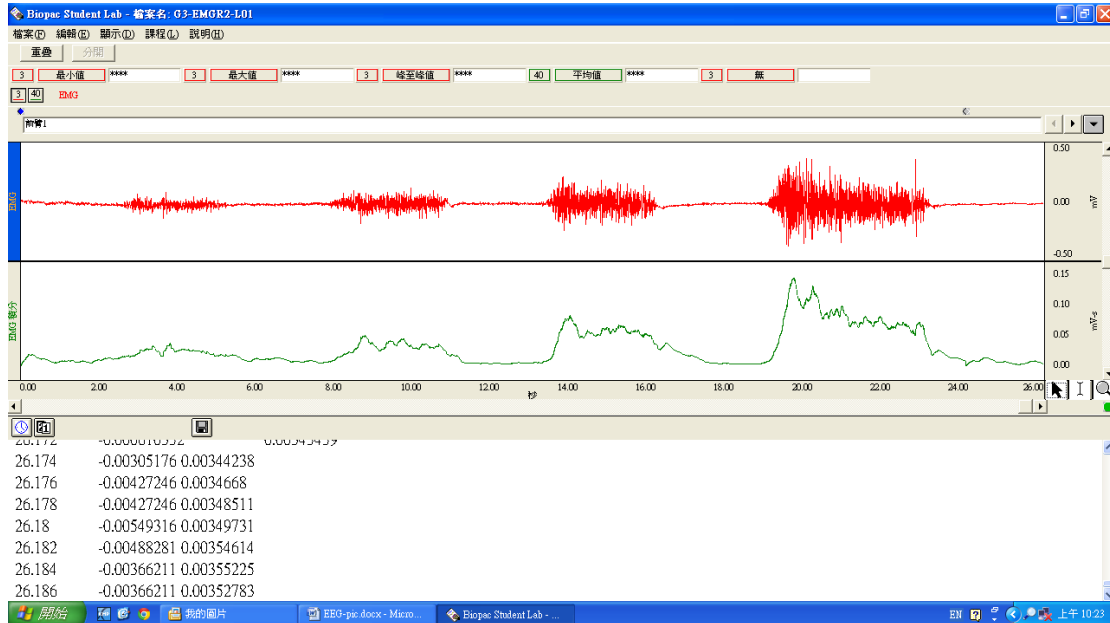 Biopac Student Lab - 檔案名: G3-EMGR2-L01
檔案(F) 編輯(E) 顯示(D) 課程(L) 說明(H)
重疊 分開
3 最小值 **** 3 最大值 **** 3 峰至峰值 **** 40 平均值 **** 3 無
3 40 EMG
前臂1
EMG
0.50
0.00
-0.50
mV
EMG 積分
0.15
0.10
0.05
0.00
mV-s
0.00 2.00 4.00 6.00 8.00 10.00 12.00 14.00 16.00 18.00 20.00 22.00 24.00 26.00
秒
26.174 -0.00305176 0.00344238
26.176 -0.00427246 0.0034668
26.178 -0.00427246 0.00348511
26.18 -0.00549316 0.00349731
26.182 -0.00488281 0.00354614
26.184 -0.00366211 0.00355225
26.186 -0.00366211 0.00352783
開始 我的圖片 EEG-pic.docx - Micro... Biopac Student Lab - ... EN 上午 10:23